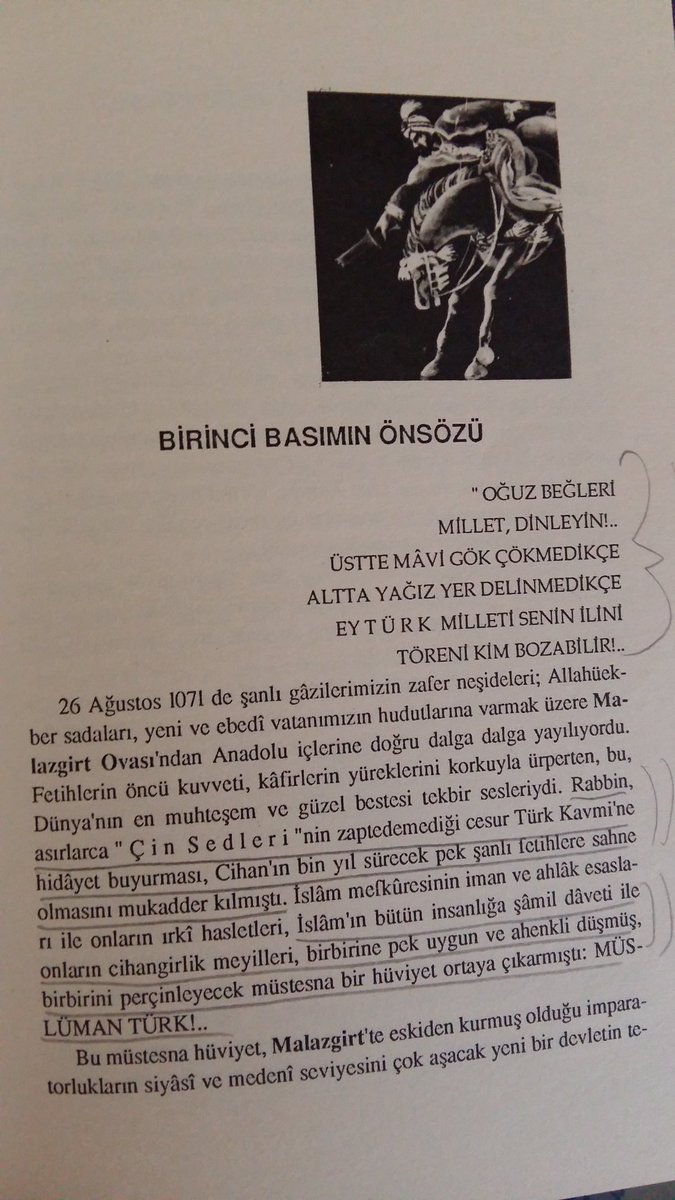 BİRİNCİ BASIMIN ÖNSÖZÜ
" OĞUZ BEĞLERİ
MİLLET, DİNLEYİN!..
ÜSTTE MÂVİ GÖK ÇÖKMEDİKÇE
ALTTA YAĞIZ YER DELİNMEDİKÇE
EY T Ü R K MİLLETİ SENİN İLİNİ
TÖRENİ KİM BOZABİLİR!..
26 Ağustos 1071 de şanlı gâzilerimizin zafer neşideleri; Allahüek-
ber sadaları, yeni ve ebedî vatanımızın hudutlarına varmak üzere Ma-
lazgirt Ovası'ndan Anadolu içlerine doğru dalga dalga yayılıyordu.
Fetihlerin öncü kuvveti, kâfirlerin yüreklerini korkuyla ürperten, bu,
Dünya'nın en muhteşem ve güzel bestesi tekbir sesleriydi. Rabbin,
asırlarca " Ç i n S e d l e r i "nin zaptedemediği cesur Türk Kavmi'ne
hidâyet buyurması, Cihan'ın bin yıl sürecek pek şanlı fetihlere sahne
olmasını mukadder kılmıştı. İslâm mefkûresinin iman ve ahlâk esasla-
rı ile onların ırkî hasletleri, İslâm'ın bütün insanlığa şâmil dâveti ile
onların cihangirlik meyilleri, birbirine pek uygun ve ahenkli düşmüş,
birbirini perçinleyecek müstesna bir hüviyet ortaya çıkarmıştı: MÜS-
LÜMAN TÜRK!..
Bu müstesna hüviyet, Malazgirt'te eskiden kurmuş olduğu impara-
torlukların siyâsî ve medenî seviyesini çok aşacak yeni bir devletin te-